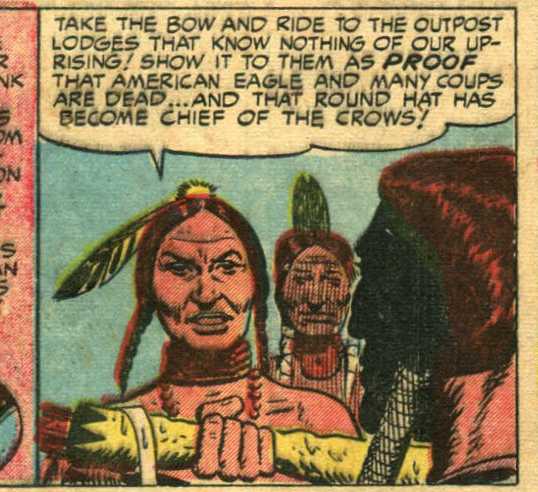 TAKE THE BOW AND RIDE TO THE OUTPOST
LODGES THAT KNOW NOTHING OF OUR UP-
RISING! SHOW IT TO THEM AS PROOF
THAT AMERICAN EAGLE AND MANY COUPS
ARE DEAD...AND THAT ROUND HAT HAS
BECOME CHIEF OF THE CROWS!